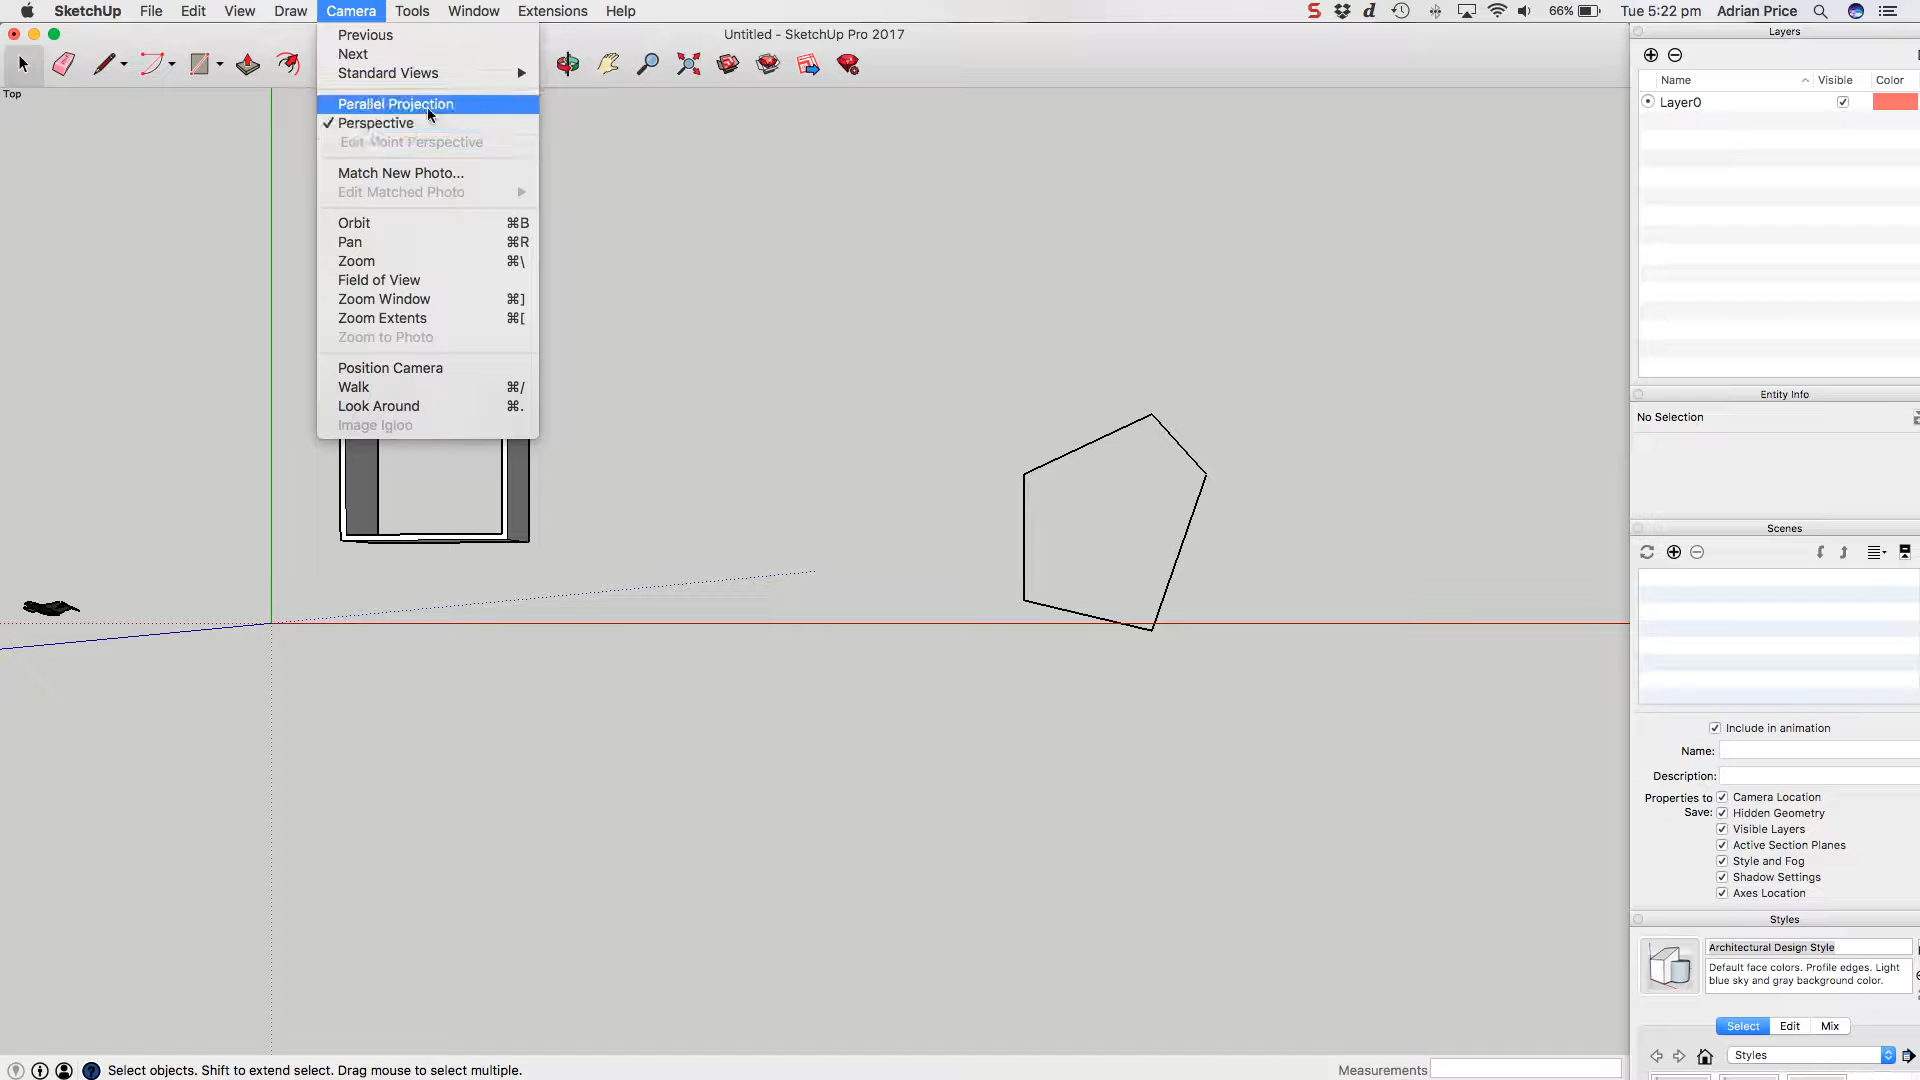 SketchUp File Edit View Draw Camera Tools Window Extensions Help
66% Tue 5:22 pm Adrian Price
Untitled - SketchUp Pro 2017
Top
Previous
Next
Standard Views
Parallel Projection
Perspective
Edit Point Perspective
Match New Photo...
Edit Matched Photo
Orbit ⌘B
Pan ⌘R
Zoom ⌘\
Field of View
Zoom Window ⌘]
Zoom Extents ⌘[
Zoom to Photo
Position Camera
Walk ⌘/
Look Around ⌘.
Image Igloo
Layers
Name Visible Color
Layer0
Entity Info
No Selection
Scenes
Include in animation
Name:
Description:
Properties to Save:
Camera Location
Hidden Geometry
Visible Layers
Active Section Planes
Style and Fog
Shadow Settings
Axes Location
Styles
Architectural Design Style
Default face colors. Profile edges. Light
blue sky and gray background color.
Select Edit Mix
Styles
Select objects. Shift to extend select. Drag mouse to select multiple.
Measurements